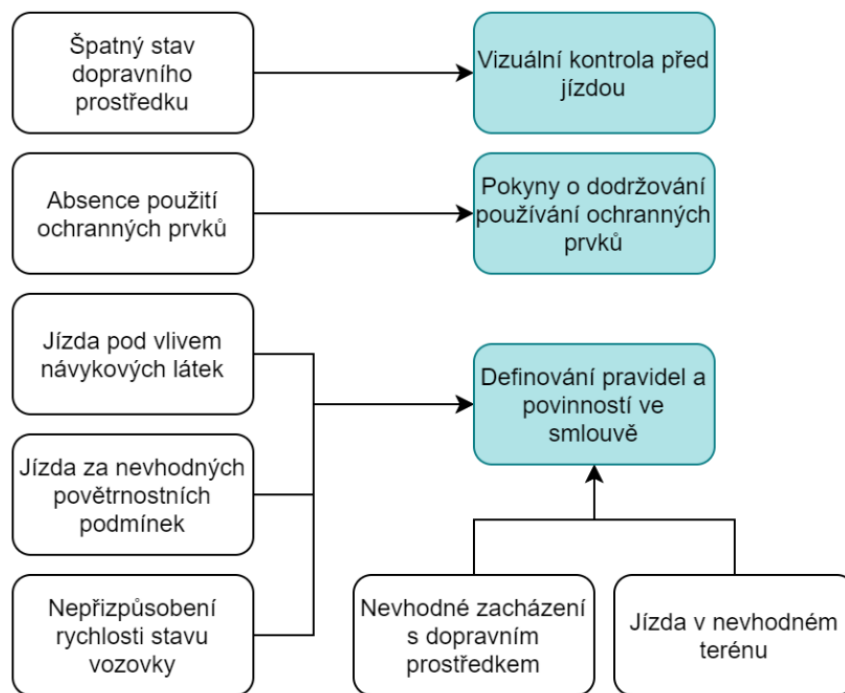 Špatný stav
dopravního
prostředku
Vizuální kontrola před
jízdou
Absence použití
ochranných prvků
Pokyny o dodržování
používání ochranných
prvků
Jízda pod vlivem
návykových látek
Definování pravidel a
povinností ve
smlouvě
Jízda za nevhodných
povětrnostních
podmínek
Nepřizpůsobení
rychlosti stavu
vozovky
Nevhodné zacházení
s dopravním
prostředkem
Jízda v nevhodném
terénu